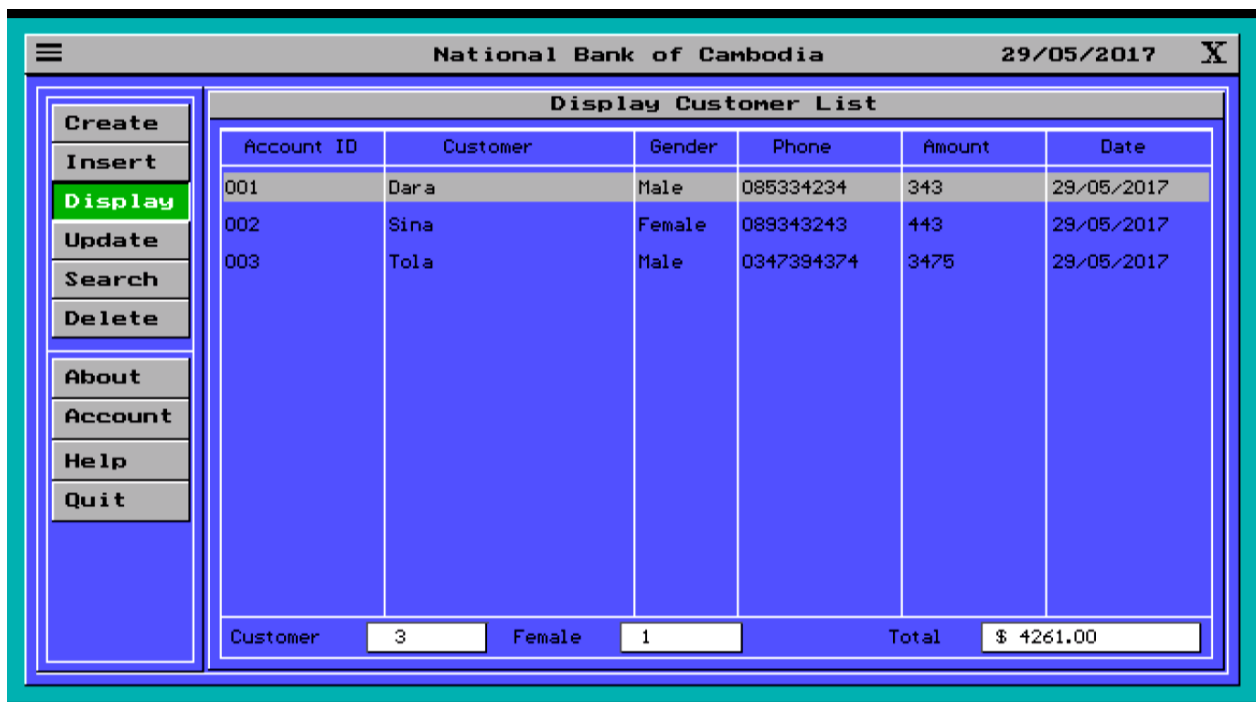 National Bank of Cambodia 29/05/2017 X
Display Customer List
Create
Insert
Display
Update
Search
Delete
About
Account
Help
Quit
Account ID Customer Gender Phone Amount Date
001 Dara Male 085334234 343 29/05/2017
002 Sina Female 089343243 443 29/05/2017
003 Tola Male 0347394374 3475 29/05/2017
Customer 3 Female 1 Total $ 4261.00